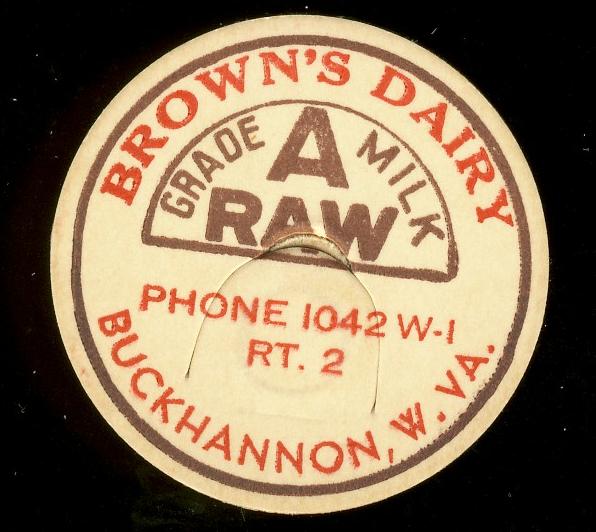 BROWN'S DAIRY
GRADE A MILK
RAW
PHONE 1042 W-1
RT. 2
BUCKHANNON, W. VA.